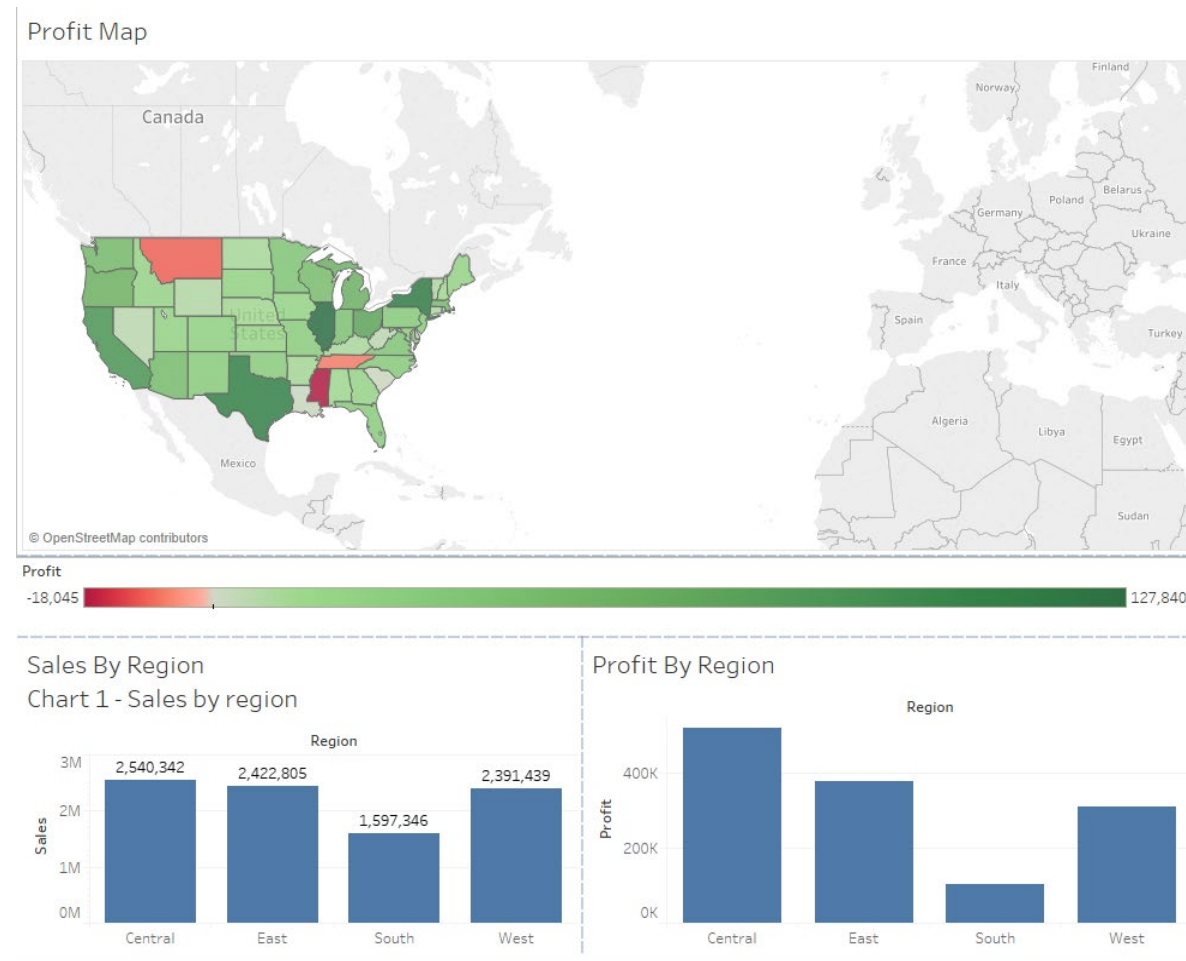 Profit Map
Finland
Norway
Canada
Belarus
Poland
Germany
Ukraine
France
Italy
United
States
Spain
Turkey
Algeria
Libya
Egypt
Mexico
Sudan
© OpenStreetMap contributors
Profit
-18,045
127,840
Sales By Region
Chart 1 - Sales by region
Region
3M
2,540,342
2,422,805
2,391,439
2M
1,597,346
Sales
1M
0M
Central
East
South
West
Profit By Region
Region
400K
Profit
200K
0K
Central
East
South
West